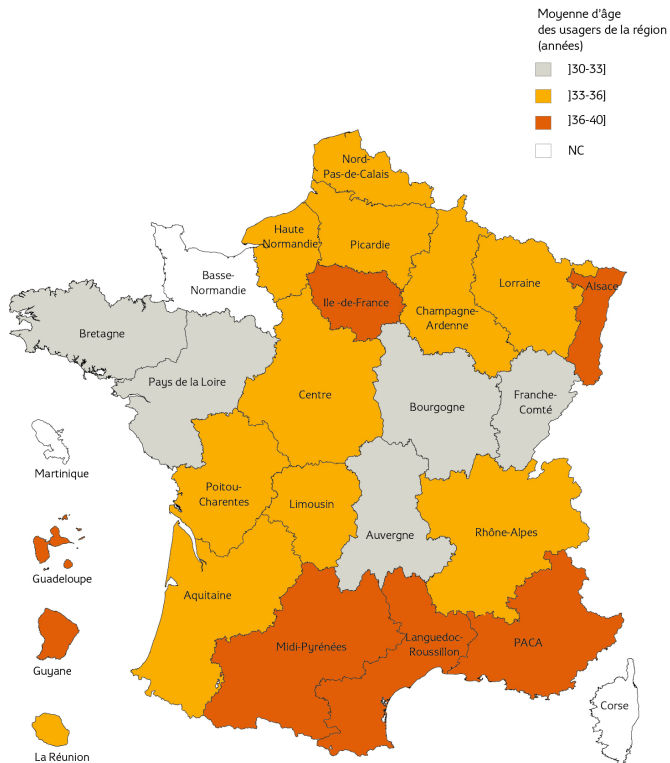 Moyenne d'âge
des usagers de la région
(années)
]30-33]
]33-36]
]36-40]
NC
Nord-
Pas-de-Calais
Haute
Normandie
Picardie
Basse-
Normandie
Ile -de-France
Champagne-
Ardenne
Lorraine
Alsace
Bretagne
Pays de la Loire
Centre
Bourgogne
Franche-
Comté
Martinique
Poitou-
Charentes
Limousin
Auvergne
Rhône-Alpes
Guadeloupe
Aquitaine
Midi-Pyrénées
Languedoc-
Roussillon
PACA
Guyane
Corse
La Réunion